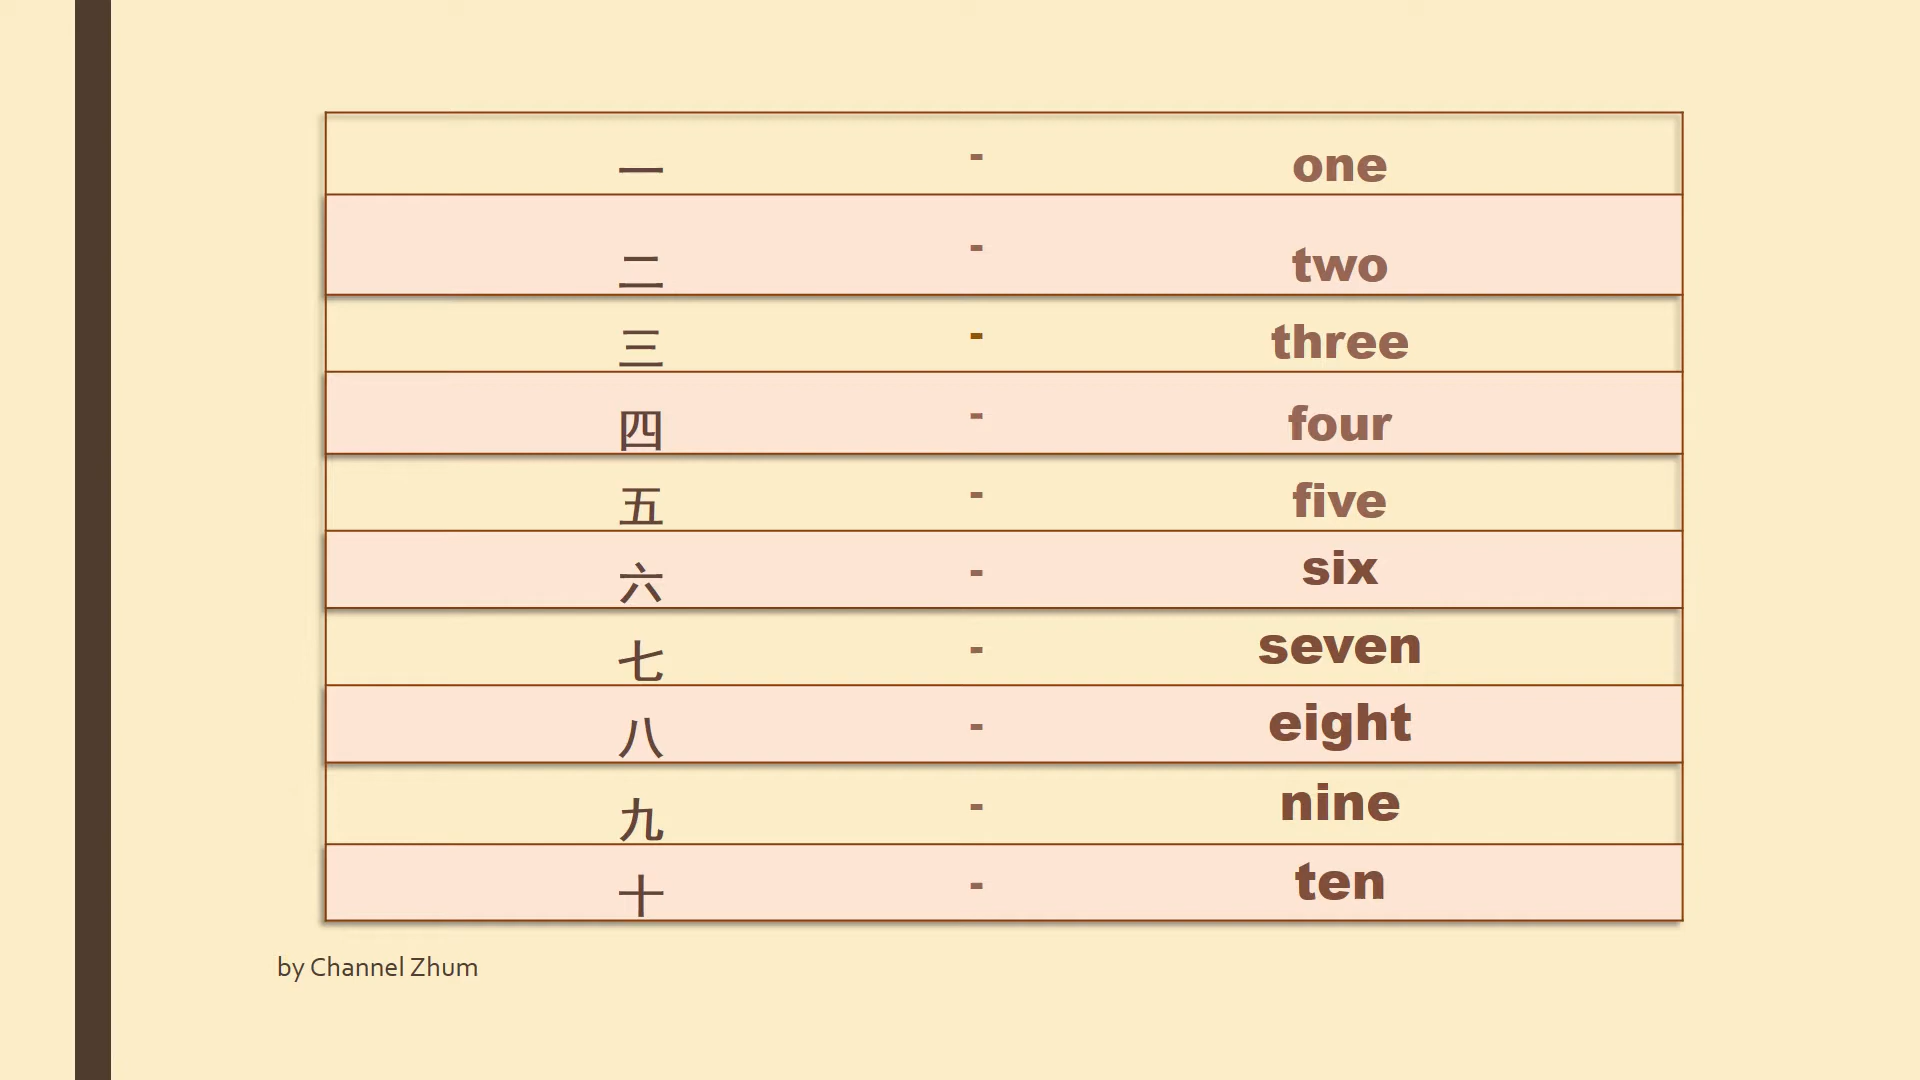 一 - one
二 - two
三 - three
四 - four
五 - five
六 - six
七 - seven
八 - eight
九 - nine
十 - ten
by Channel Zhum